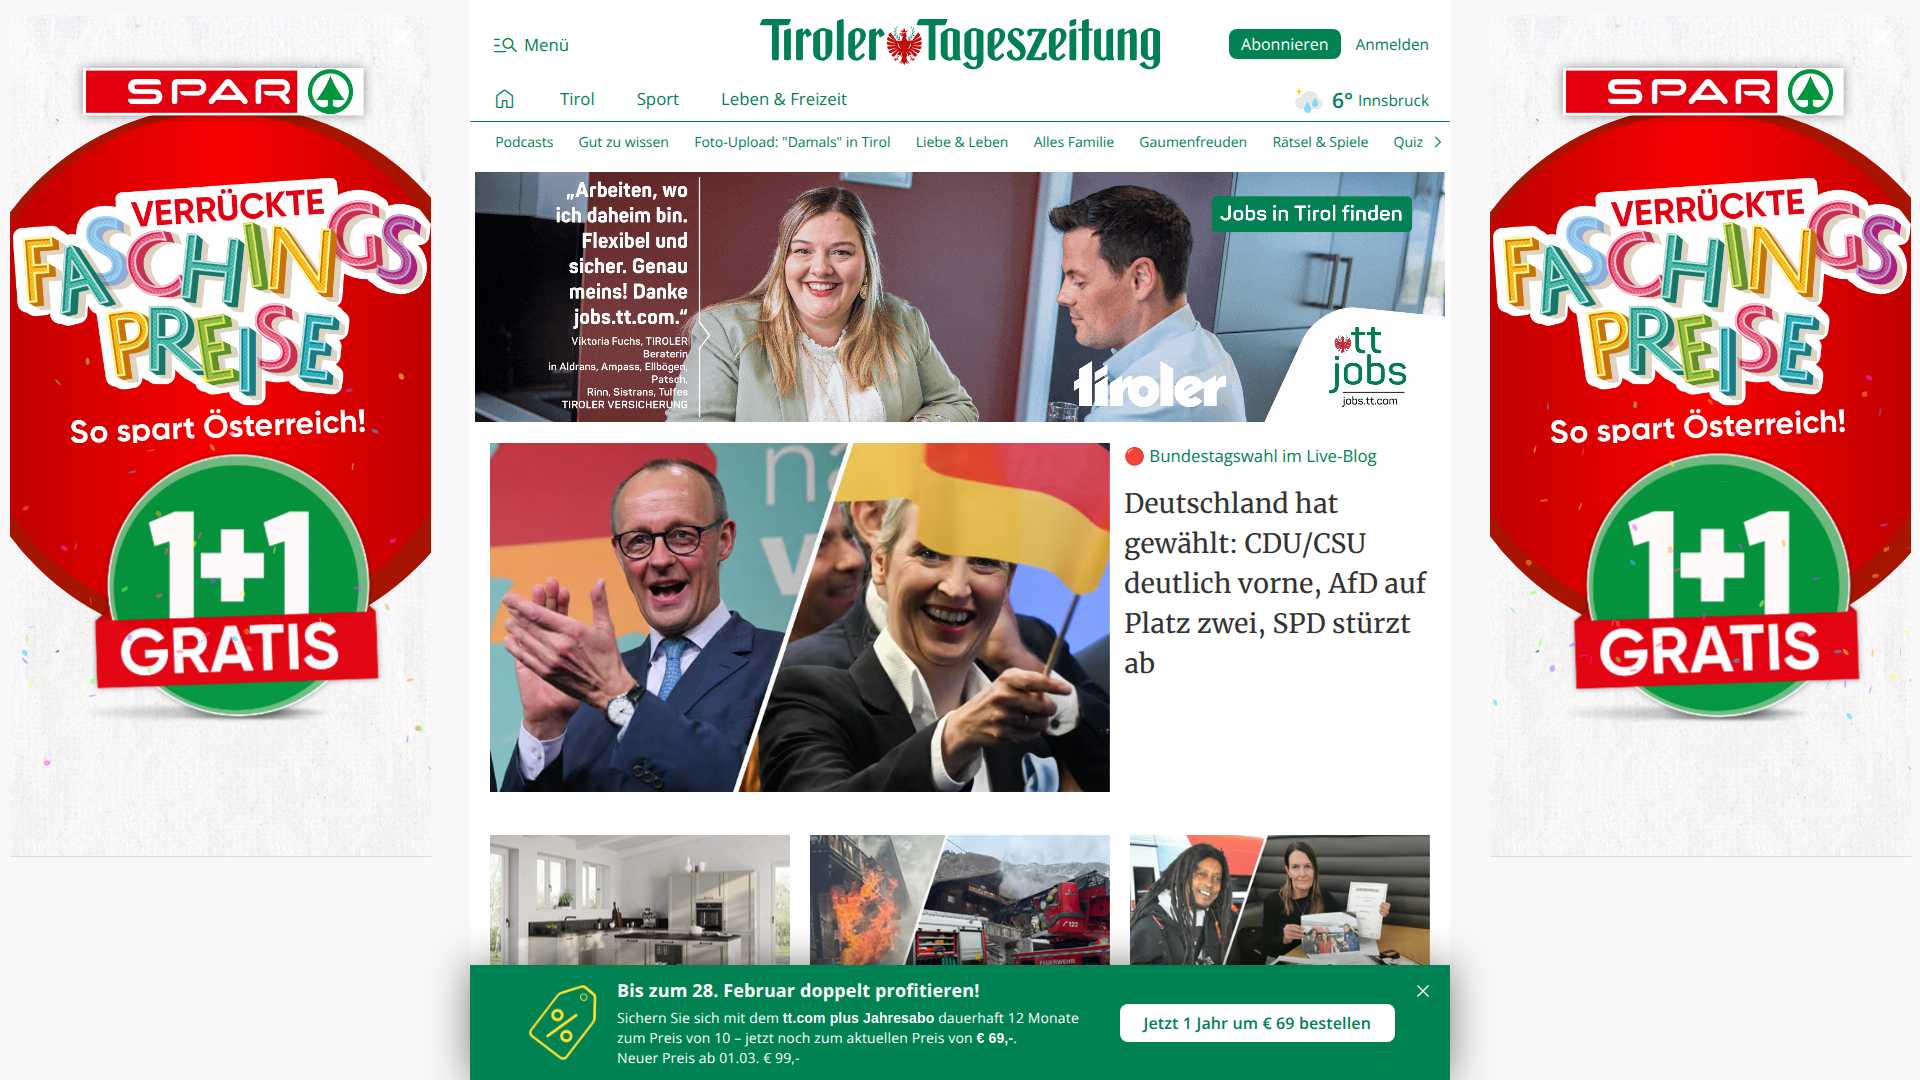 Menü
Tiroler Tageszeitung
Abonnieren
Anmelden
Tirol
Sport
Leben & Freizeit
6° Innsbruck
Podcasts
Gut zu wissen
Foto-Upload: "Damals" in Tirol
Liebe & Leben
Alles Familie
Gaumenfreuden
Rätsel & Spiele
Quiz
SPAR
VERRÜCKTE
FASCHINGS
PREISE
So spart Österreich!
1+1
GRATIS
„Arbeiten, wo
ich daheim bin.
Flexibel und
sicher. Genau
meins! Danke
jobs.tt.com.“
Viktoria Fuchs, TIROLER
Beraterin
in Aldrans, Ampass, Ellbögen,
Patsch,
Rinn, Sistrans, Tulfes
TIROLER VERSICHERUNG
tiroler
Jobs in Tirol finden
tt
jobs
jobs.tt.com
Bundestagswahl im Live-Blog
Deutschland hat
gewählt: CDU/CSU
deutlich vorne, AfD auf
Platz zwei, SPD stürzt
ab
Bis zum 28. Februar doppelt profitieren!
Sichern Sie sich mit dem tt.com plus Jahresabo dauerhaft 12 Monate
zum Preis von 10 – jetzt noch zum aktuellen Preis von € 69,-.
Neuer Preis ab 01.03. € 99,-
Jetzt 1 Jahr um € 69 bestellen
SPAR
VERRÜCKTE
FASCHINGS
PREISE
So spart Österreich!
1+1
GRATIS